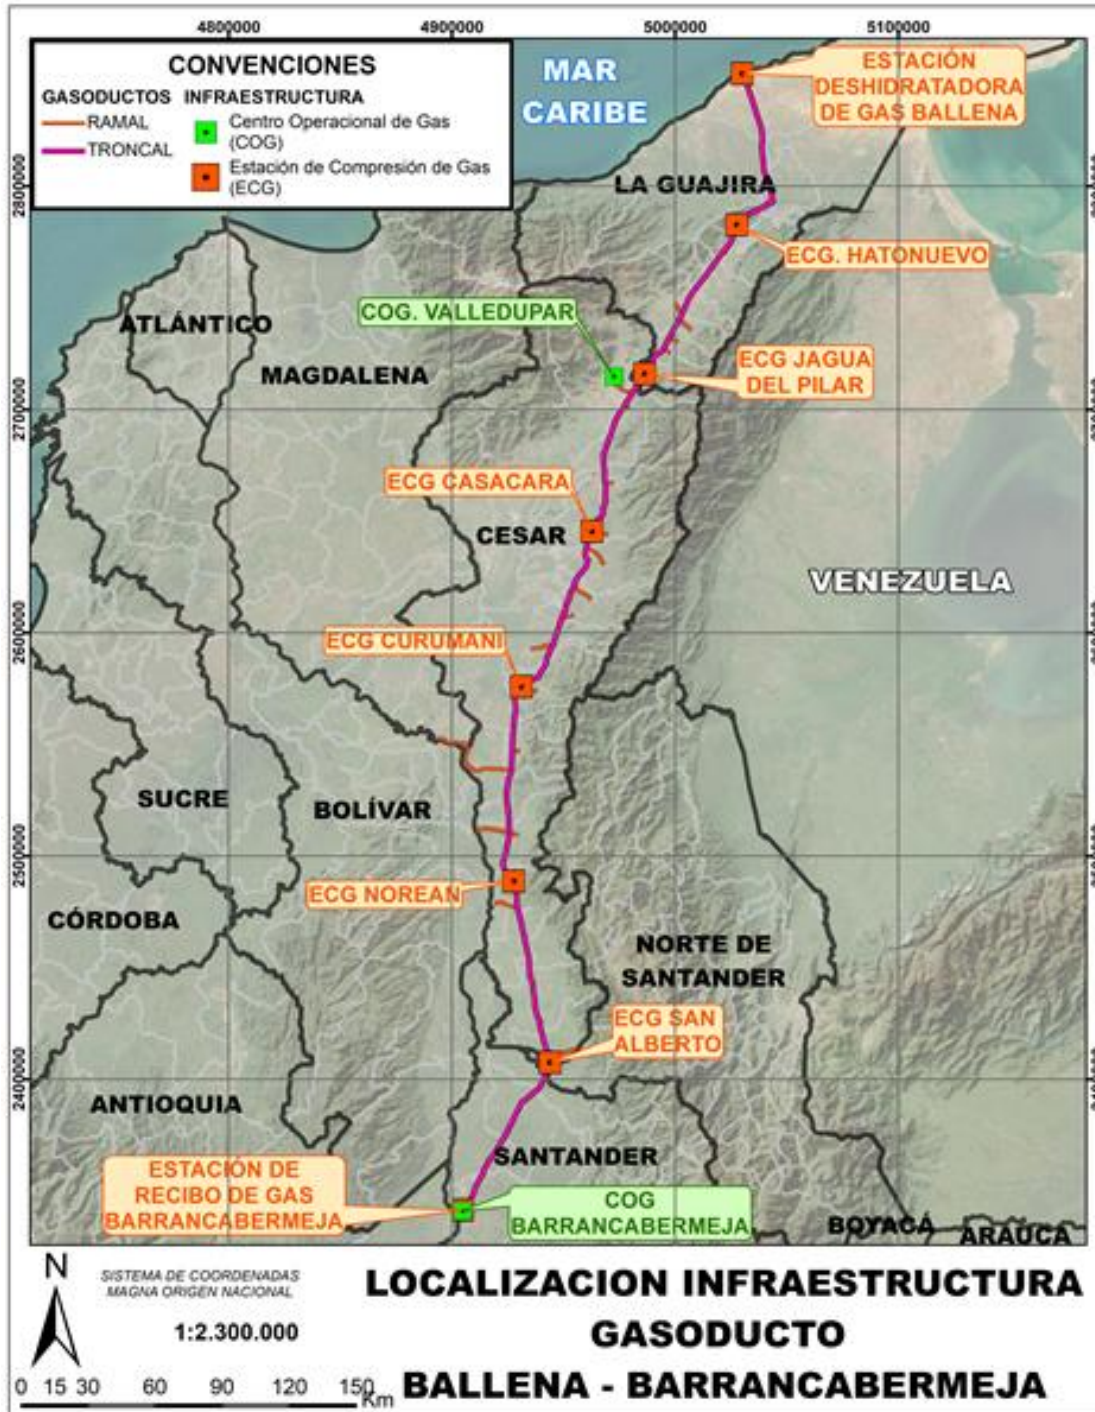 4800000 4900000 5000000 5100000
CONVENCIONES
GASODUCTOS INFRAESTRUCTURA
RAMAL
TRONCAL
Centro Operacional de Gas
(COG)
Estación de Compresión de Gas
(ECG)
MAR
CARIBE
ESTACIÓN
DESHIDRATADORA
DE GAS BALLENA
2800000
LA GUAJIRA
ECG. HATONUEVO
COG. VALLEDUPAR
ATLÁNTICO
MAGDALENA
ECG JAGUA
DEL PILAR
2700000
ECG CASACARA
CESAR
VENEZUELA
2600000
ECG CURUMANI
SUCRE
BOLÍVAR
2500000
ECG NOREAN
CÓRDOBA
NORTE DE
SANTANDER
ECG SAN
ALBERTO
2400000
ANTIOQUIA
SANTANDER
ESTACIÓN DE
RECIBO DE GAS
BARRANCABERMEJA
COG
BARRANCABERMEJA
BOYACÁ
ARAUCA
N
SISTEMA DE COORDENADAS
MAGNA ORIGEN NACIONAL
1:2.300.000
0 15 30 60 90 120 150
Km
LOCALIZACION INFRAESTRUCTURA
GASODUCTO
BALLENA - BARRANCABERMEJA